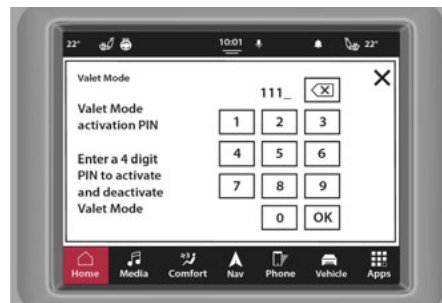 22°
10:01
22°
Valet Mode
111_
Valet Mode
activation PIN
1 2 3
Enter a 4 digit
PIN to activate
and deactivate
Valet Mode
4 5 6
7 8 9
0 OK
Home Media Comfort Nav Phone Vehicle Apps